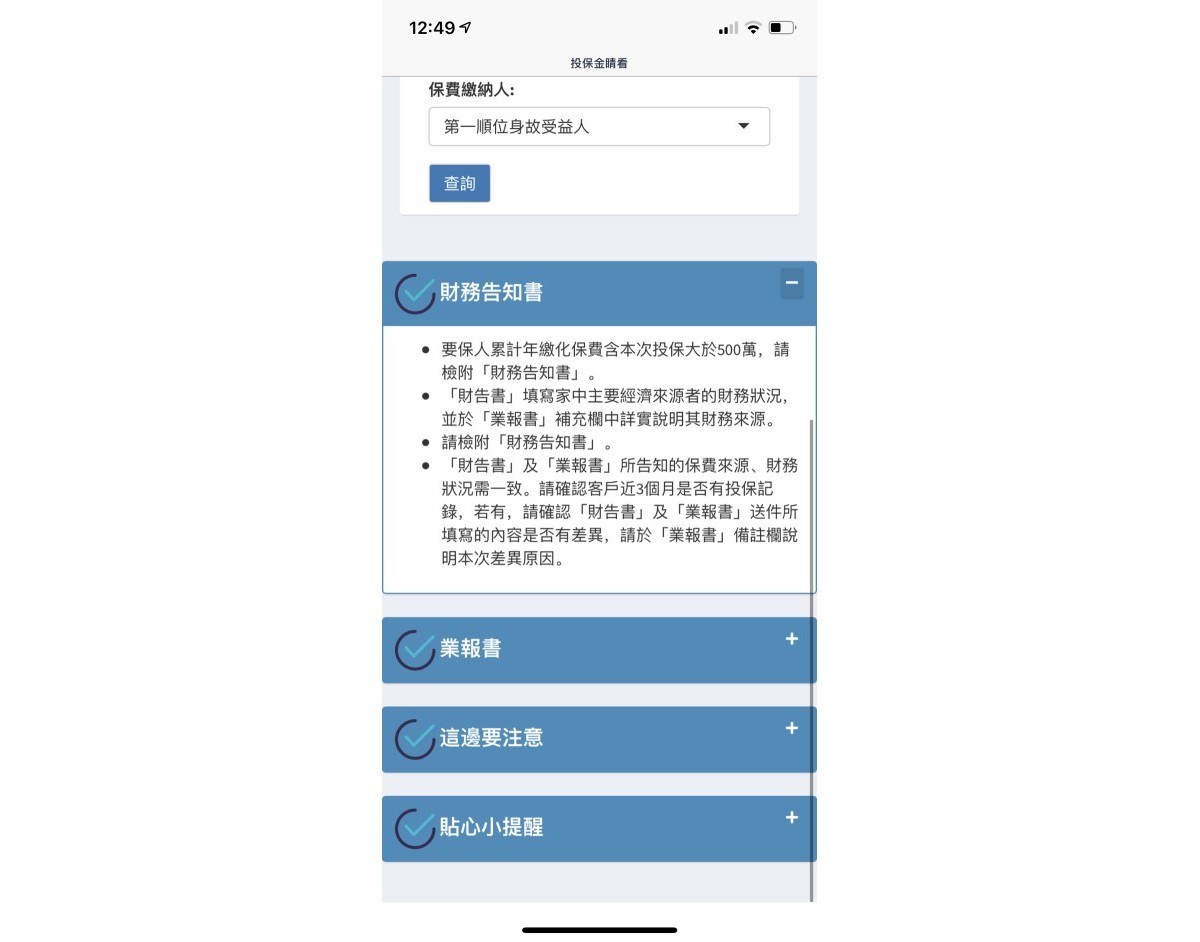 12:49
投保金睛看
保費繳納人:
第一順位身故受益人
查詢
財務告知書
要保人累計年繳化保費含本次投保大於500萬，請
檢附「財務告知書」。
「財告書」填寫家中主要經濟來源者的財務狀況，
並於「業報書」補充欄中詳實說明其財務來源。
請檢附「財務告知書」。
「財告書」及「業報書」所告知的保費來源、財務
狀況需一致。請確認客戶近3個月是否有投保記
錄，若有，請確認「財告書」及「業報書」送件所
填寫的內容是否有差異，請於「業報書」備註欄說
明本次差異原因。
業報書
這邊要注意
貼心小提醒